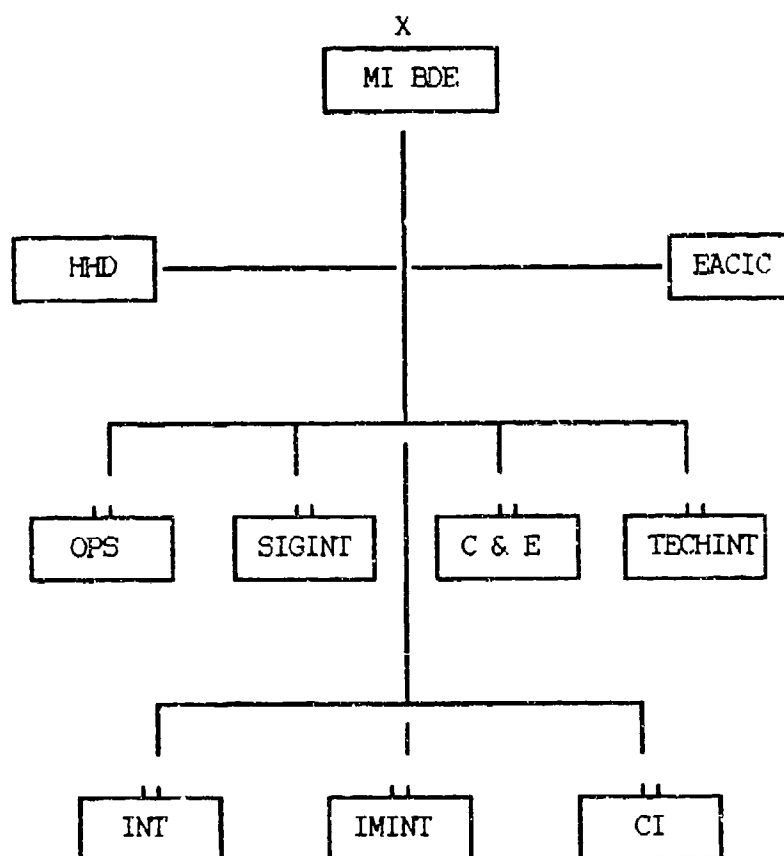 X
MI BDE
HHD
EACIC
OPS
SIGINT
C & E
TECHINT
INT
IMINT
CI